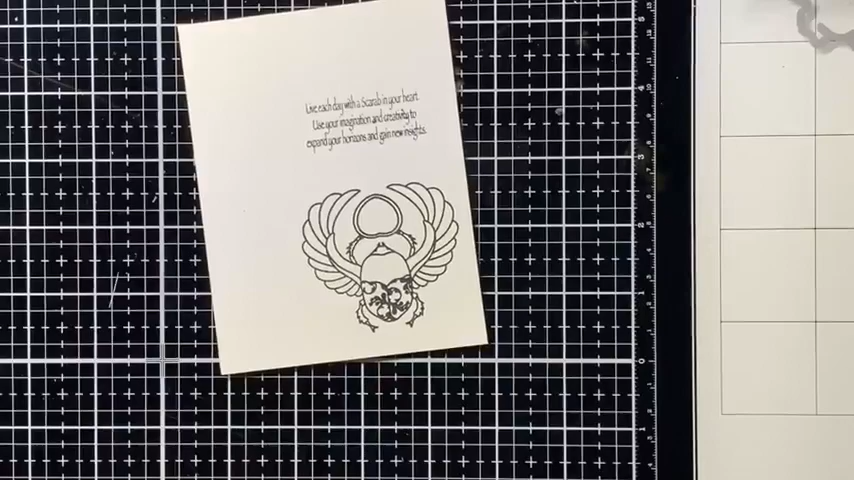 Live each day with a Scarab in your heart.
Use your imagination and creativity to
expand your horizons and gain new insights.